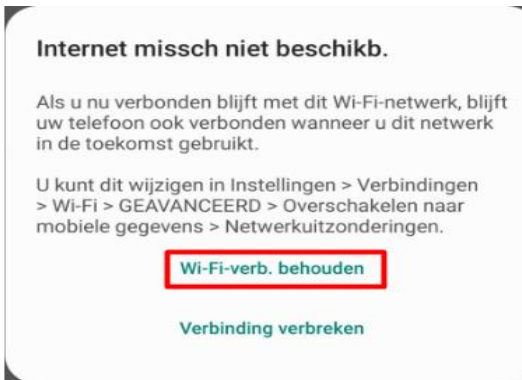 Internet missch niet beschikb.
Als u nu verbonden blijft met dit Wi-Fi-netwerk, blijft
uw telefoon ook verbonden wanneer u dit netwerk
in de toekomst gebruikt.
U kunt dit wijzigen in Instellingen > Verbindingen
> Wi-Fi > GEAVANCEERD > Overschakelen naar
mobiele gegevens > Netwerkuitzonderingen.
Wi-Fi-verb. behouden
Verbinding verbreken